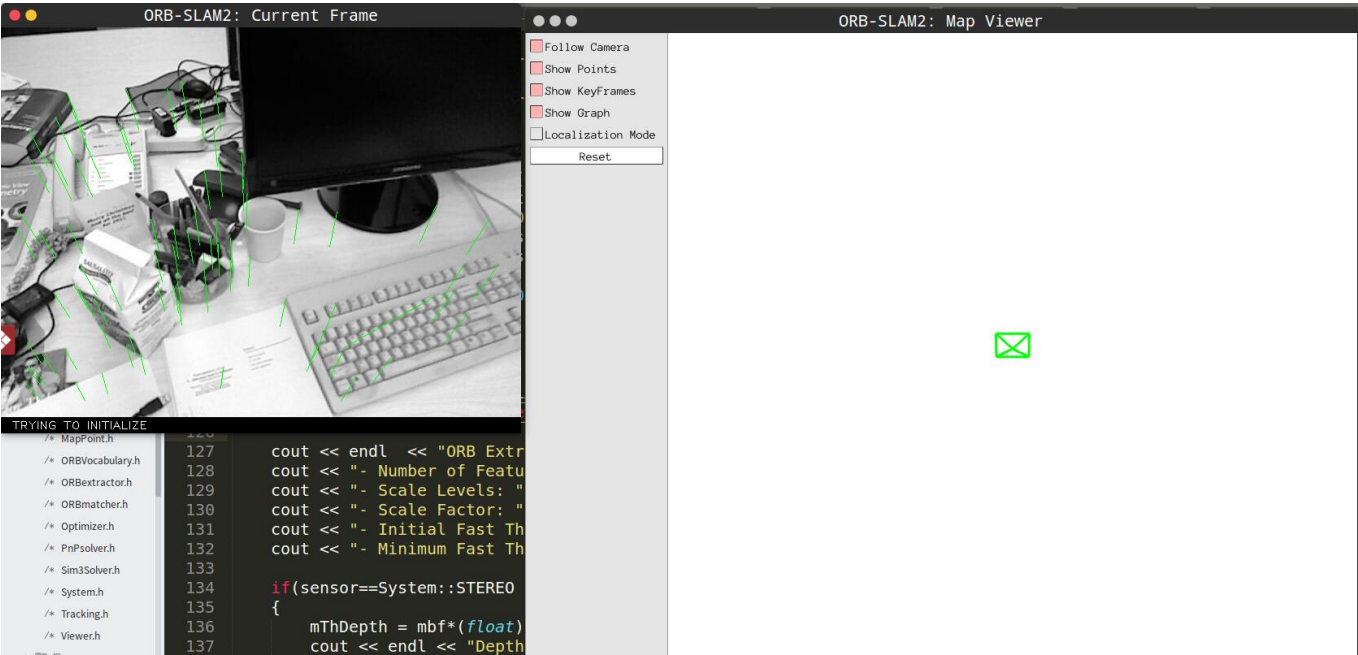 ORB-SLAM2: Current Frame
SAMSUNG
TRYING TO INITIALIZE
ORB-SLAM2: Map Viewer
Follow Camera
Show Points
Show KeyFrames
Show Graph
Localization Mode
Reset
/* MapPoint.h
/* ORBVocabulary.h
/* ORBextractor.h
/* ORBmatcher.h
/* Optimizer.h
/* PnPsolver.h
/* Sim3Solver.h
/* System.h
/* Tracking.h
/* Viewer.h
127 cout << endl  << "ORB Extr
128 cout << "- Number of Featu
129 cout << "- Scale Levels: "
130 cout << "- Scale Factor: "
131 cout << "- Initial Fast Th
132 cout << "- Minimum Fast Th
133
134 if(sensor==System::STEREO
135 {
136 mThDepth = mbf*(float)
137 cout << endl << "Depth